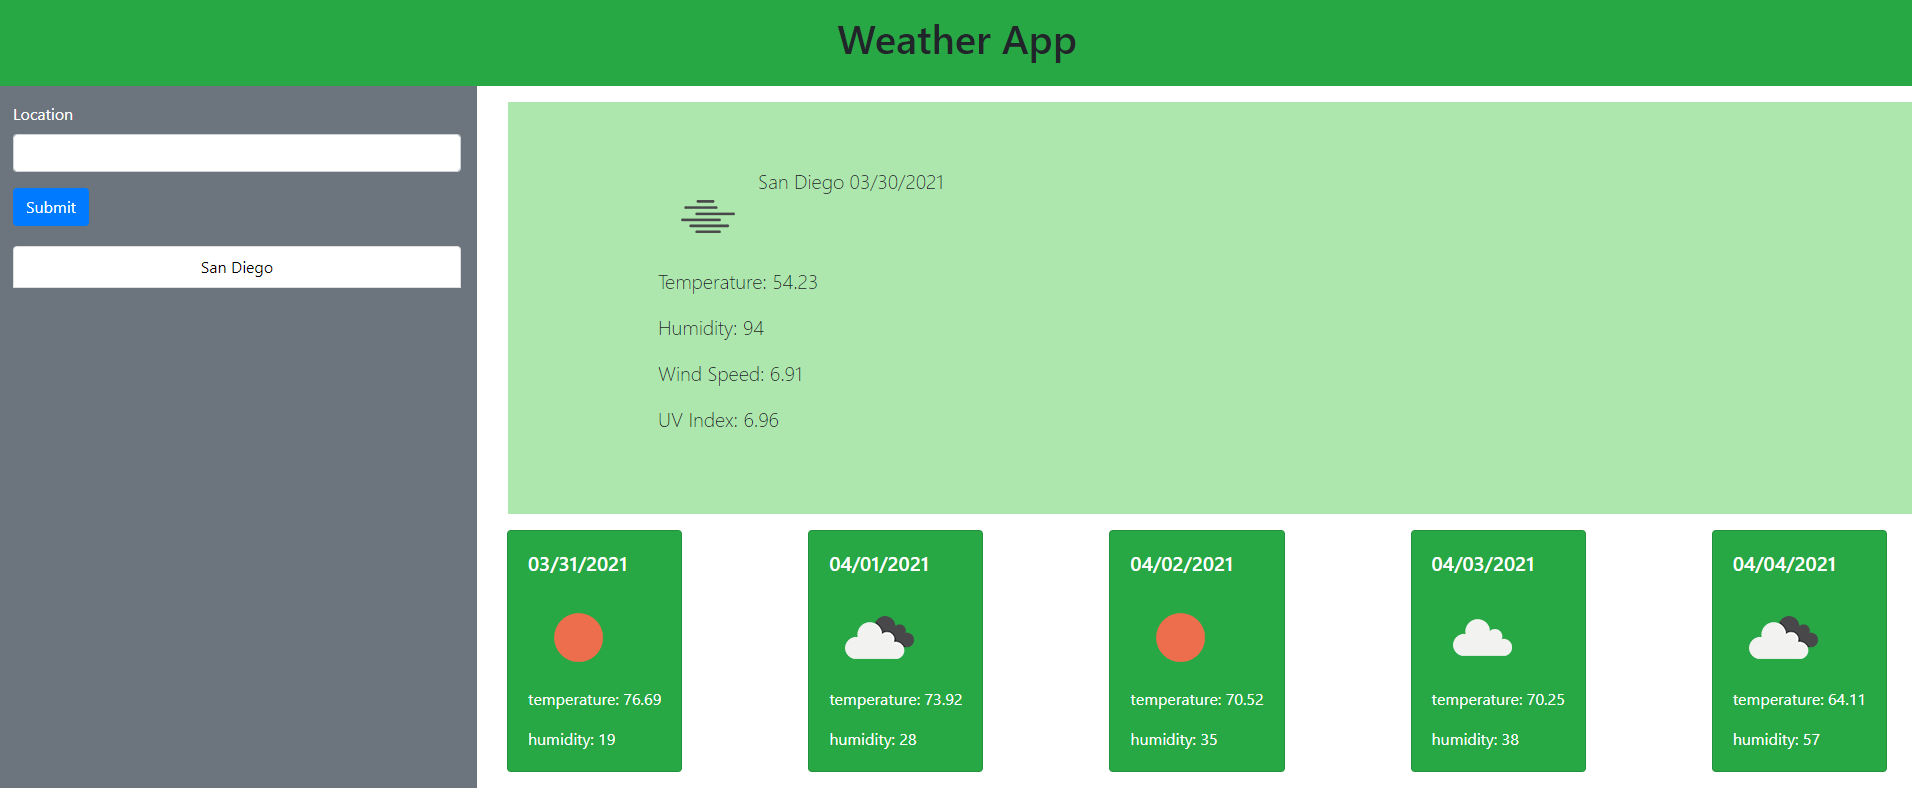 Weather App
Location
Submit
San Diego
San Diego 03/30/2021
Temperature: 54.23
Humidity: 94
Wind Speed: 6.91
UV Index: 6.96
03/31/2021
temperature: 76.69
humidity: 19
04/01/2021
temperature: 73.92
humidity: 28
04/02/2021
temperature: 70.52
humidity: 35
04/03/2021
temperature: 70.25
humidity: 38
04/04/2021
temperature: 64.11
humidity: 57